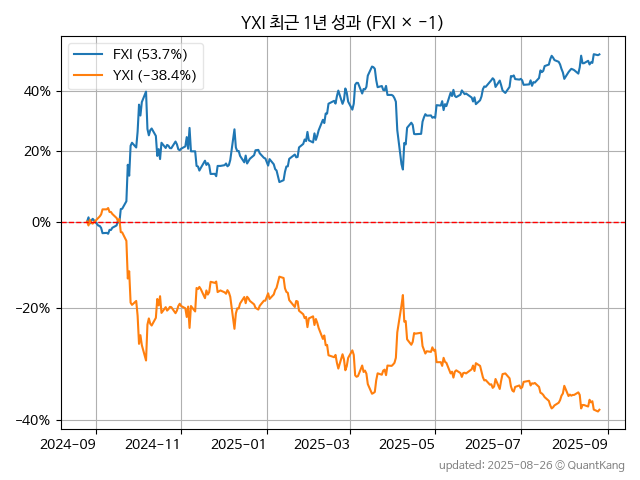 YXI 최근 1년 성과 (FXI × −1)
FXI (53.7%)
YXI (−38.4%)
40%
20%
0%
−20%
−40%
2024-09 2024-11 2025-01 2025-03 2025-05 2025-07 2025-09
updated: 2025-08-26 © QuantKang